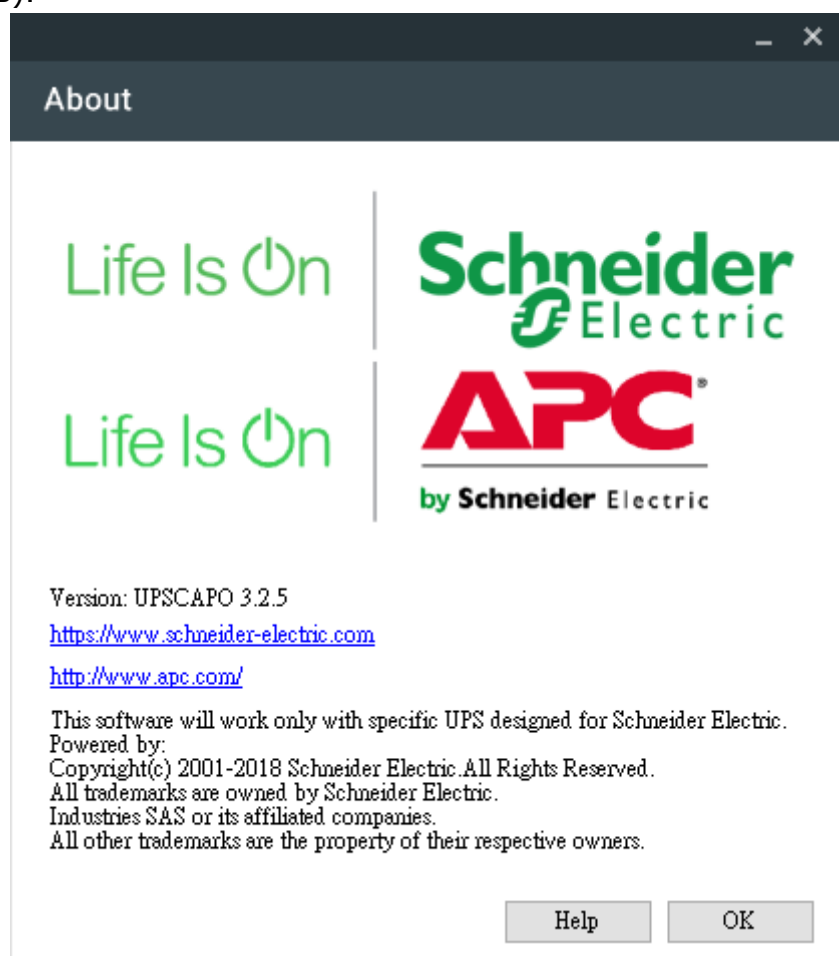 ).
About
Life Is On
Schneider
Electric
Life Is On
APC
by Schneider Electric
Version: UPSCAPO 3.2.5
https://www.schneider-electric.com
http://www.apc.com/
This software will work only with specific UPS designed for Schneider Electric.
Powered by:
Copyright(c) 2001-2018 Schneider Electric.All Rights Reserved.
All trademarks are owned by Schneider Electric.
Industries SAS or its affiliated companies.
All other trademarks are the property of their respective owners.
Help OK